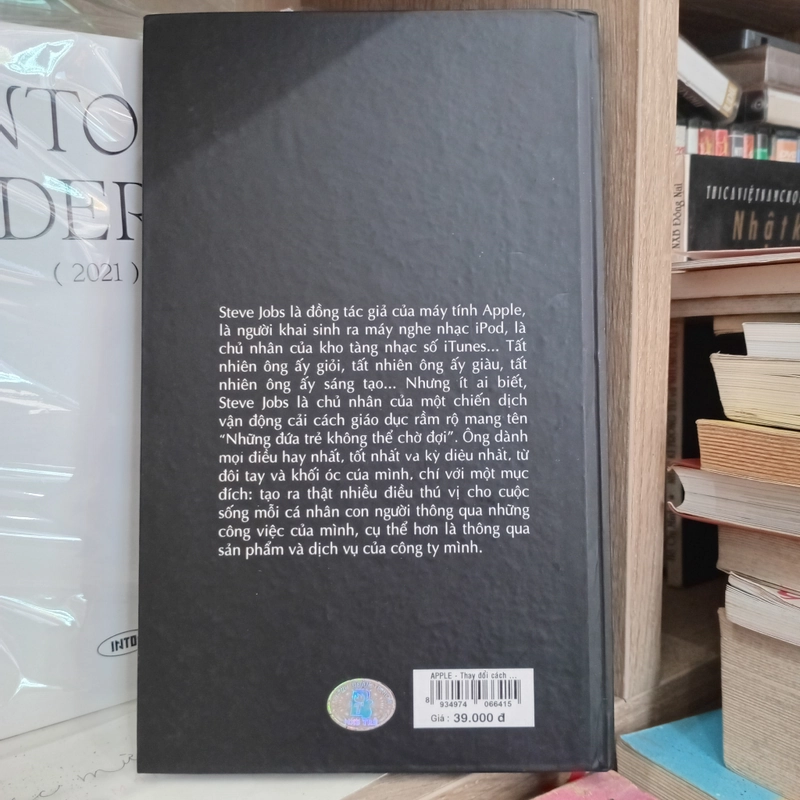 NTO
DER
( 2021 )
INTO
Steve Jobs là đồng tác giả của máy tính Apple,
là người khai sinh ra máy nghe nhạc iPod, là
chủ nhân của kho tàng nhạc số iTunes... Tất
nhiên ông ấy giỏi, tất nhiên ông ấy giàu, tất
nhiên ông ấy sáng tạo... Nhưng ít ai biết,
Steve Jobs là chủ nhân của một chiến dịch
vận động cải cách giáo dục rầm rộ mang tên
“Những đứa trẻ không thể chờ đợi”. Ông dành
mọi điều hay nhất, tốt nhất và kỳ diệu nhất, từ
đôi tay và khối óc của mình, chỉ với một mục
đích: tạo ra thật nhiều điều thú vị cho cuộc
sống mỗi cá nhân con người thông qua những
công việc của mình, cụ thể hơn là thông qua
sản phẩm và dịch vụ của công ty mình.
APPLE - Thay đổi cách ...
8 934974 066415
Giá : 39.000 đ
NXB Đồng Nai
THI CA VIỆT NAM CHỌ
Nhật k